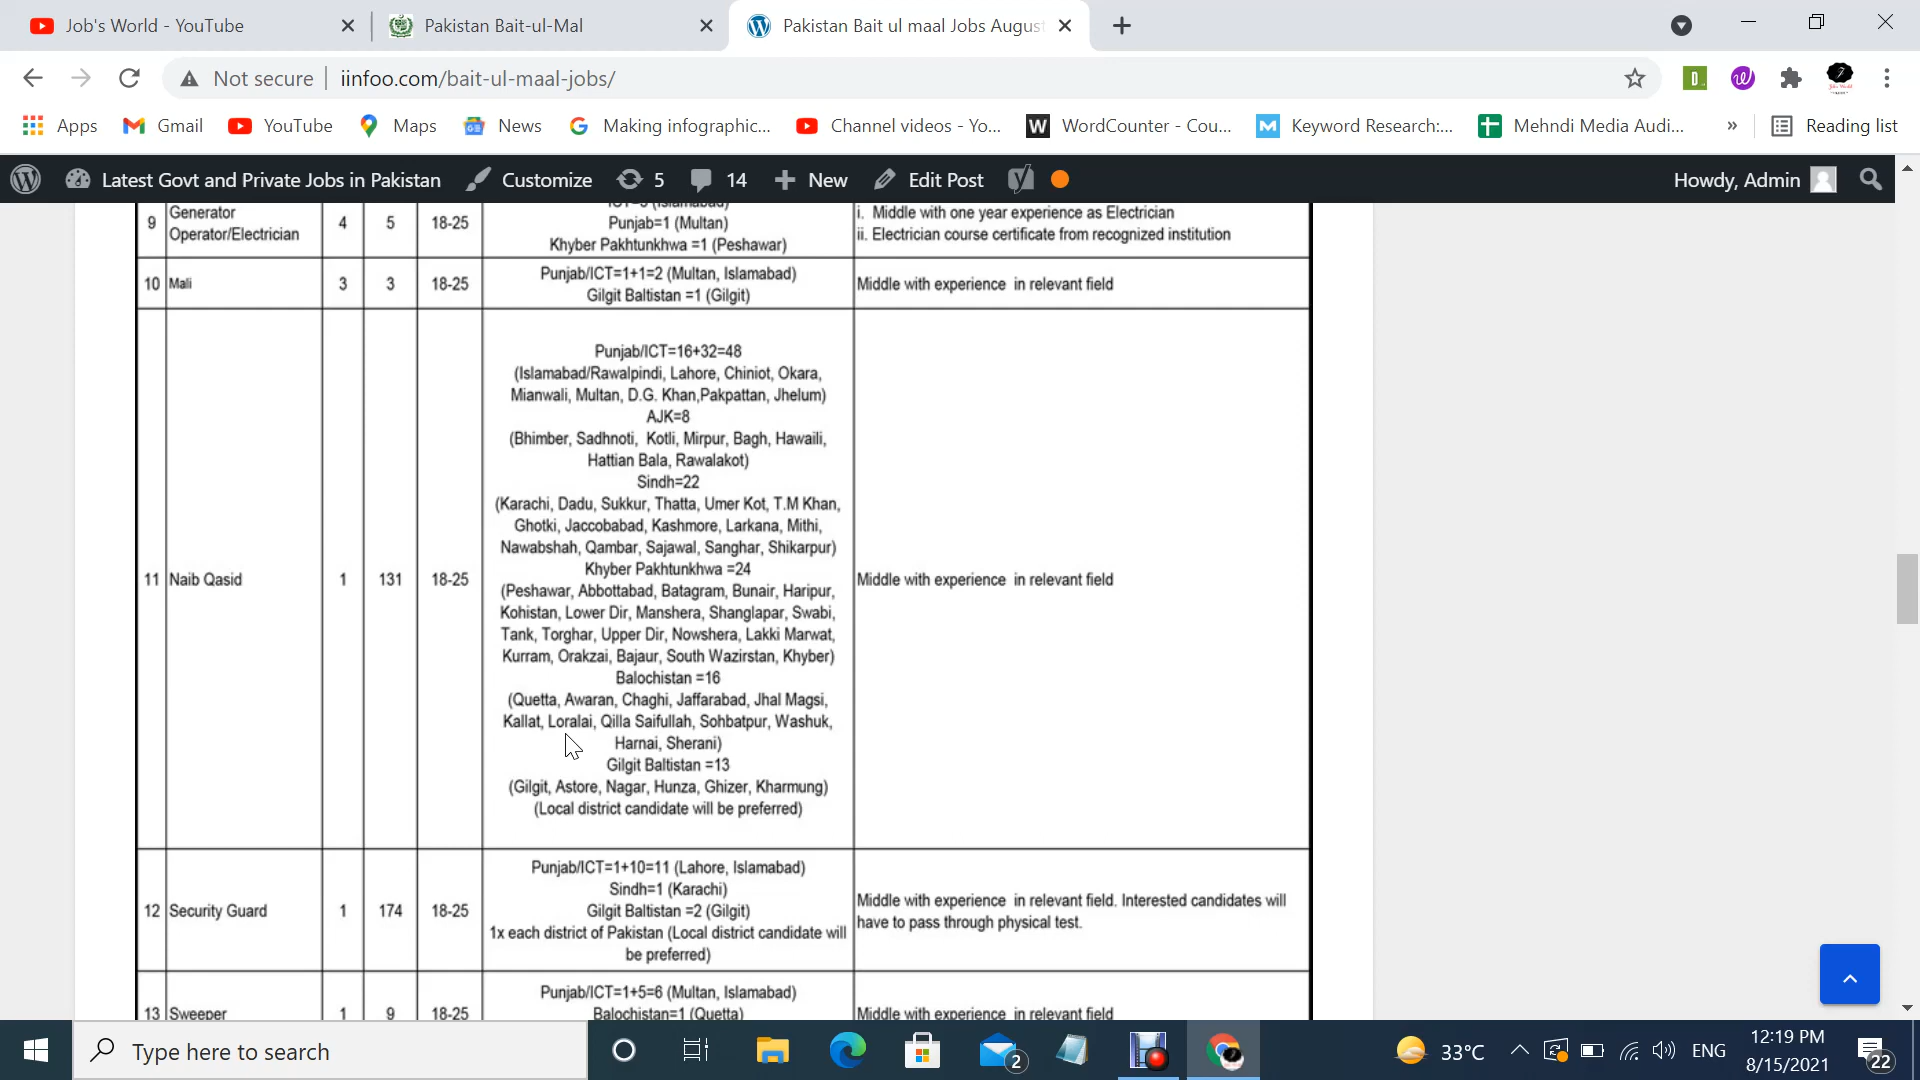 Job's World - YouTube
Pakistan Bait-ul-Mal
Pakistan Bait ul maal Jobs August
Not secure
iinfoo.com/bait-ul-maal-jobs/
Apps
Gmail
YouTube
Maps
News
Making infographic...
Channel videos - Yo...
WordCounter - Cou...
Keyword Research:...
Mehndi Media Audi...
»
Reading list
Latest Govt and Private Jobs in Pakistan
Customize
5
14
New
Edit Post
Howdy, Admin
9
Generator
Operator/Electrician
4
5
18-25
Punjab=1 (Multan)
Khyber Pakhtunkhwa =1 (Peshawar)
i. Middle with one year experience as Electrician
ii. Electrician course certificate from recognized institution
10
Mali
3
3
18-25
Punjab/ICT=1+1=2 (Multan, Islamabad)
Gilgit Baltistan =1 (Gilgit)
Middle with experience in relevant field
11
Naib Qasid
1
131
18-25
Punjab/ICT=16+32=48
(Islamabad/Rawalpindi, Lahore, Chiniot, Okara,
Mianwali, Multan, D.G. Khan,Pakpattan, Jhelum)
AJK=8
(Bhimber, Sadhnoti, Kotli, Mirpur, Bagh, Hawaili,
Hattian Bala, Rawalakot)
Sindh=22
(Karachi, Dadu, Sukkur, Thatta, Umer Kot, T.M Khan,
Ghotki, Jaccobabad, Kashmore, Larkana, Mithi,
Nawabshah, Qambar, Sajawal, Sanghar, Shikarpur)
Khyber Pakhtunkhwa =24
(Peshawar, Abbottabad, Batagram, Bunair, Haripur,
Kohistan, Lower Dir, Manshera, Shanglapar, Swabi,
Tank, Torghar, Upper Dir, Nowshera, Lakki Marwat,
Kurram, Orakzai, Bajaur, South Wazirstan, Khyber)
Balochistan =16
(Quetta, Awaran, Chaghi, Jaffarabad, Jhal Magsi,
Kallat, Loralai, Qilla Saifullah, Sohbatpur, Washuk,
Harnai, Sherani)
Gilgit Baltistan =13
(Gilgit, Astore, Nagar, Hunza, Ghizer, Kharmung)
(Local district candidate will be preferred)
Middle with experience in relevant field
12
Security Guard
1
174
18-25
Punjab/ICT=1+10=11 (Lahore, Islamabad)
Sindh=1 (Karachi)
Gilgit Baltistan =2 (Gilgit)
1x each district of Pakistan (Local district candidate will
be preferred)
Middle with experience in relevant field. Interested candidates will
have to pass through physical test.
13
Sweeper
1
9
18-25
Punjab/ICT=1+5=6 (Multan, Islamabad)
Balochistan=1 (Quetta)
Middle with experience in relevant field
Type here to search
2
33°C
ENG
12:19 PM
8/15/2021
22